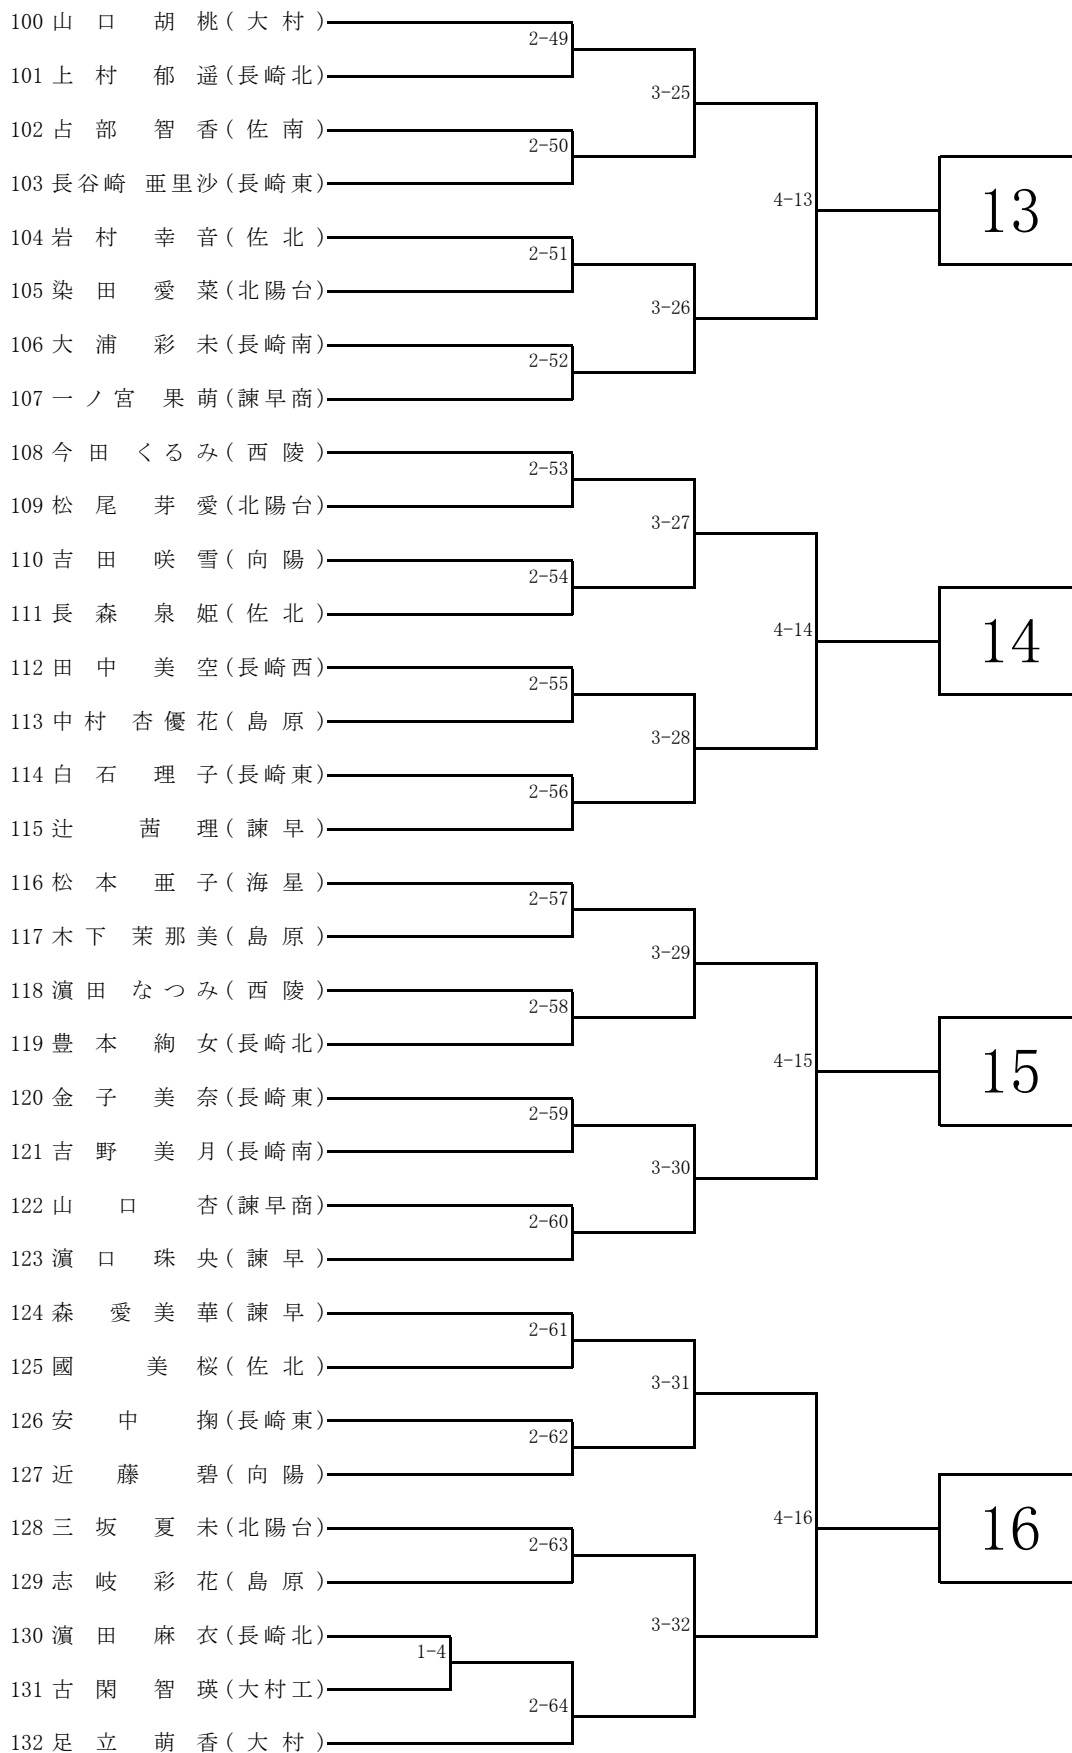 100 山口 胡桃(大村)
2-49
101 上村 郁遥(長崎北)
3-25
102 占部 智香(佐南)
2-50
103 長谷崎 亜里沙(長崎東)
4-13
13
104 岩村 幸音(佐北)
2-51
105 染田 愛菜(北陽台)
3-26
106 大浦 彩未(長崎南)
2-52
107 一ノ宮 果萌(諫早商)
108 今田 くるみ(西陵)
2-53
109 松尾 芽愛(北陽台)
3-27
110 吉田 咲雪(向陽)
2-54
111 長森 泉姫(佐北)
4-14
14
112 田中 美空(長崎西)
2-55
113 中村 杏優花(島原)
3-28
114 白石 理子(長崎東)
2-56
115 辻 茜理(諫早)
116 松本 亜子(海星)
2-57
117 木下 茉那美(島原)
3-29
118 濵田 なつみ(西陵)
2-58
119 豊本 絢女(長崎北)
4-15
15
120 金子 美奈(長崎東)
2-59
121 吉野 美月(長崎南)
3-30
122 山口 杏(諫早商)
2-60
123 濵口 珠央(諫早)
124 森 愛美華(諫早)
2-61
125 國 美桜(佐北)
3-31
126 安中 掬(長崎東)
2-62
127 近藤 碧(向陽)
4-16
16
128 三坂 夏未(北陽台)
2-63
129 志岐 彩花(島原)
3-32
130 濵田 麻衣(長崎北)
1-4
131 古閑 智瑛(大村工)
2-64
132 足立 萌香(大村)